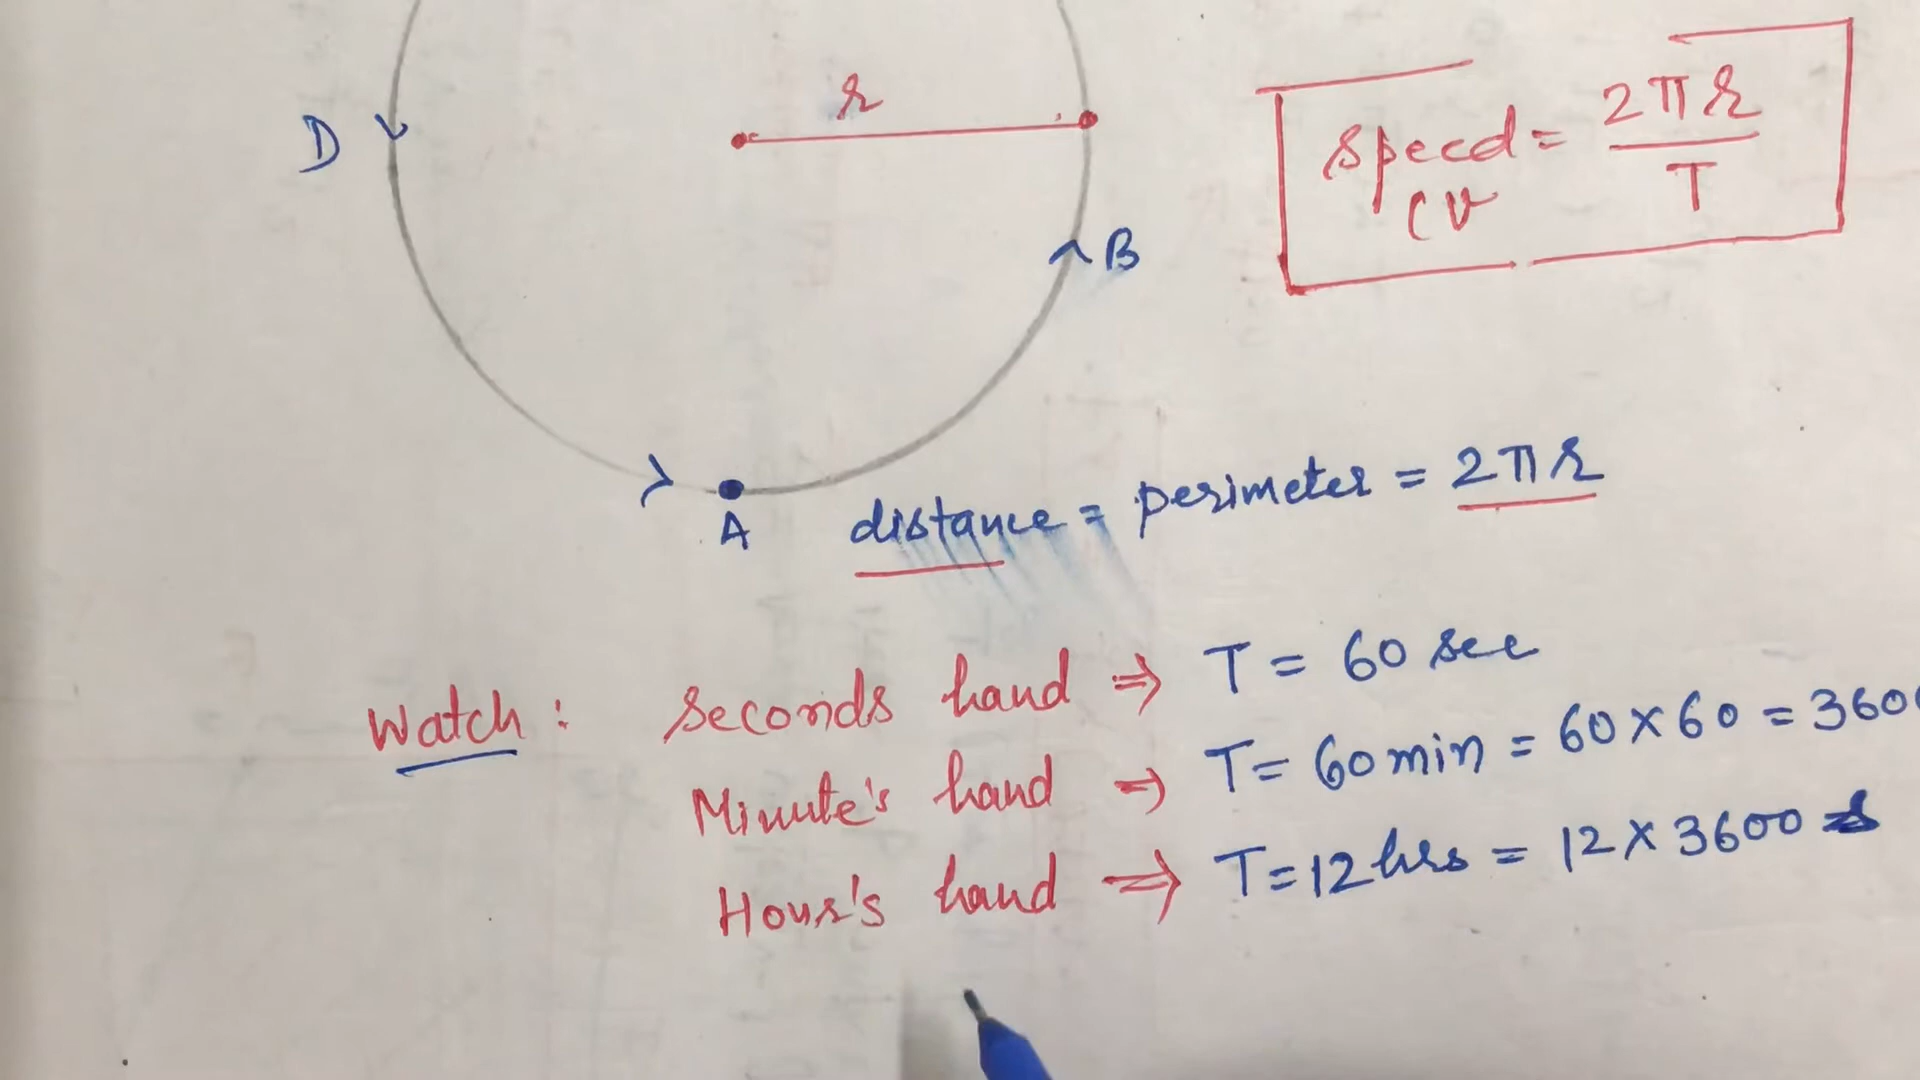 r
speed = 2πr / T
(v
D
B
A
distance = perimeter = 2πr
Watch : seconds hand ⇒ T = 60 sec
Minute's hand ⇒ T = 60 min = 60 × 60 = 3600
Hour's hand ⇒ T = 12 hrs = 12 × 3600 s